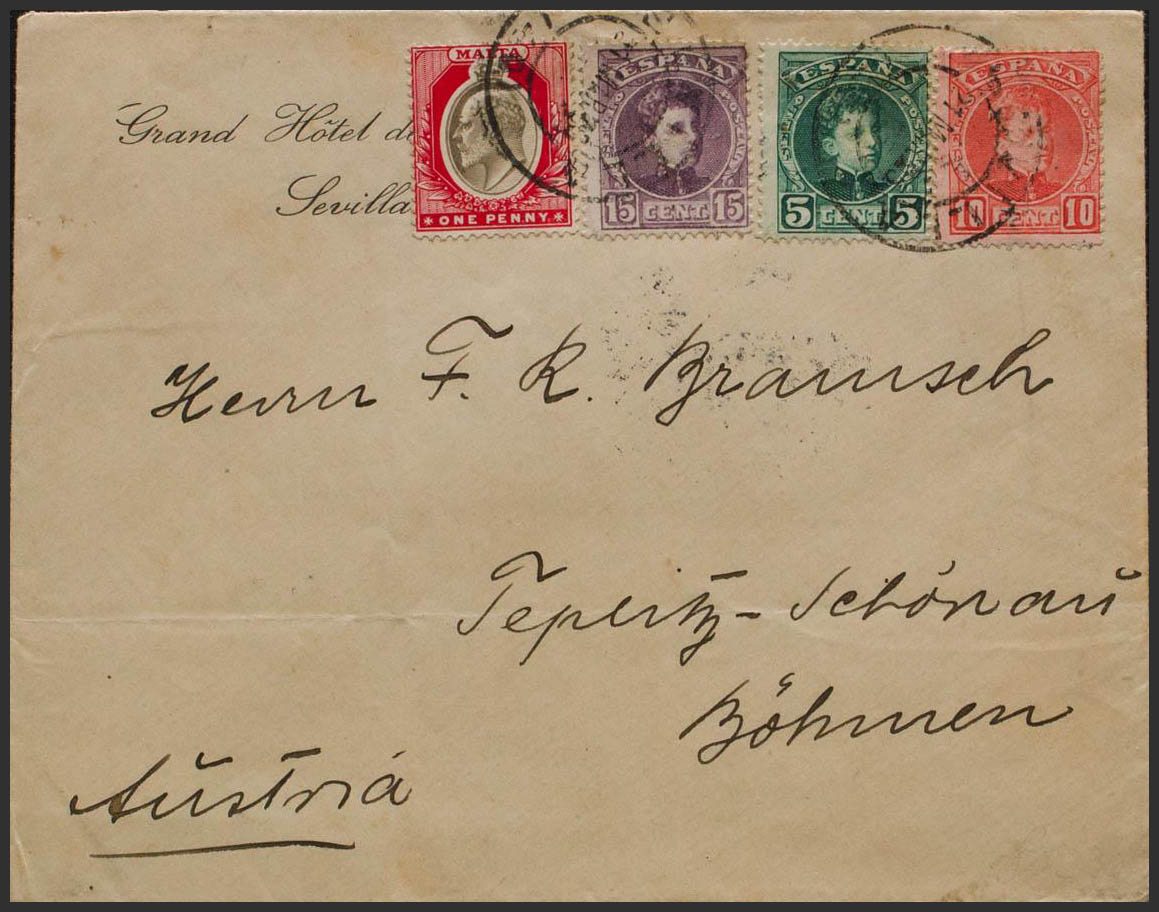 MALTA
ONE PENNY
ESPAÑA
15 CENT 15
ESPAÑA
5 CENT 5
ESPAÑA
10 CENT 10
Grand Hôtel de
Sevilla
Herrn F. R. Bramsch
Teplitz-Schönau
Böhmen
Austria